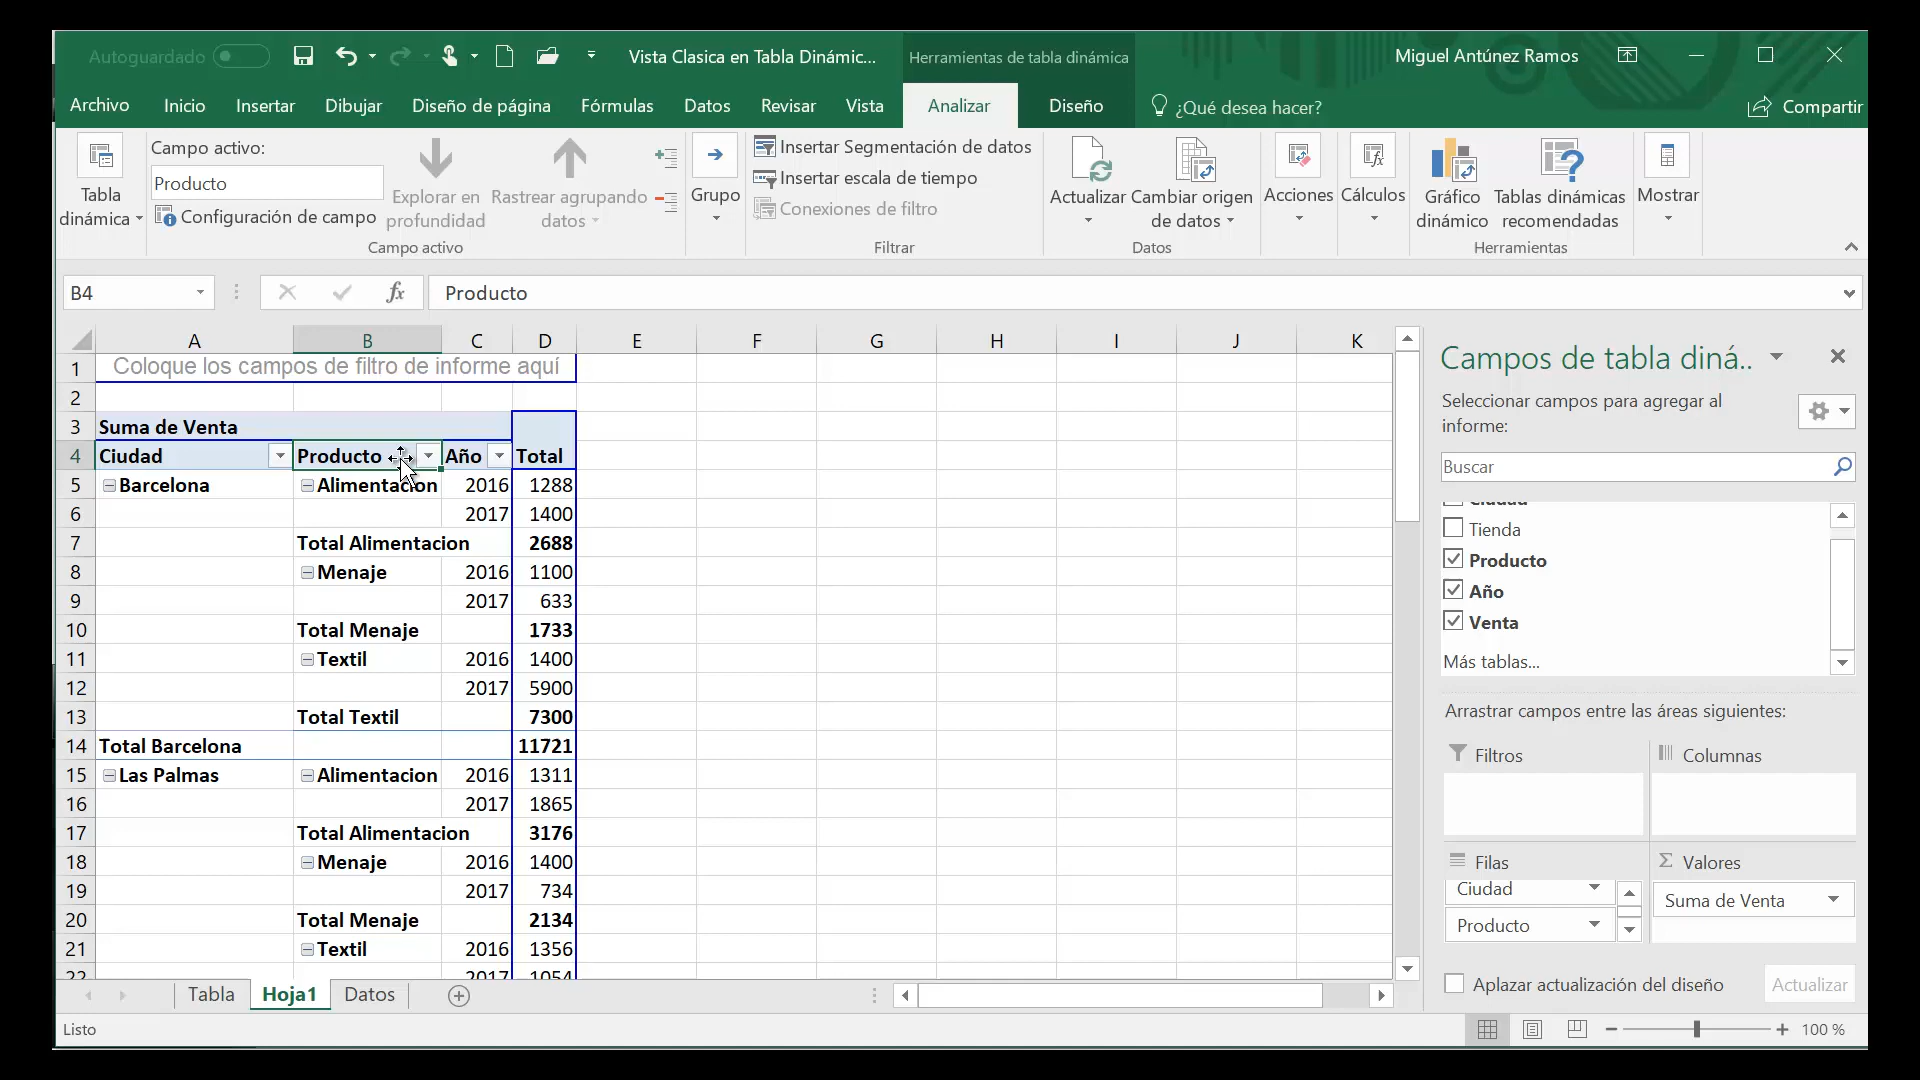 Autoguardado
Vista Clasica en Tabla Dinámic...
Herramientas de tabla dinámica
Miguel Antúnez Ramos
Archivo Inicio Insertar Dibujar Diseño de página Fórmulas Datos Revisar Vista Analizar Diseño ¿Qué desea hacer? Compartir
Tabla dinámica
Campo activo:
Producto
Configuración de campo
Explorar en profundidad
Rastrear agrupando datos
Campo activo
Grupo
Insertar Segmentación de datos
Insertar escala de tiempo
Conexiones de filtro
Filtrar
Actualizar
Cambiar origen de datos
Datos
Acciones
Cálculos
Gráfico dinámico
Tablas dinámicas recomendadas
Herramientas
Mostrar
B4 fx Producto
A B C D E F G H I J K
1 Coloque los campos de filtro de informe aquí
2
3 Suma de Venta
4 Ciudad Producto Año Total
5 Barcelona Alimentacion 2016 1288
6 2017 1400
7 Total Alimentacion 2688
8 Menaje 2016 1100
9 2017 633
10 Total Menaje 1733
11 Textil 2016 1400
12 2017 5900
13 Total Textil 7300
14 Total Barcelona 11721
15 Las Palmas Alimentacion 2016 1311
16 2017 1865
17 Total Alimentacion 3176
18 Menaje 2016 1400
19 2017 734
20 Total Menaje 2134
21 Textil 2016 1356
22 2017 1054
Campos de tabla diná..
Seleccionar campos para agregar al
informe:
Buscar
Ciudad
Tienda
Producto
Año
Venta
Más tablas...
Arrastrar campos entre las áreas siguientes:
Filtros Columnas
Filas Σ Valores
Ciudad
Suma de Venta
Producto
Aplazar actualización del diseño Actualizar
Tabla Hoja1 Datos
Listo 100 %